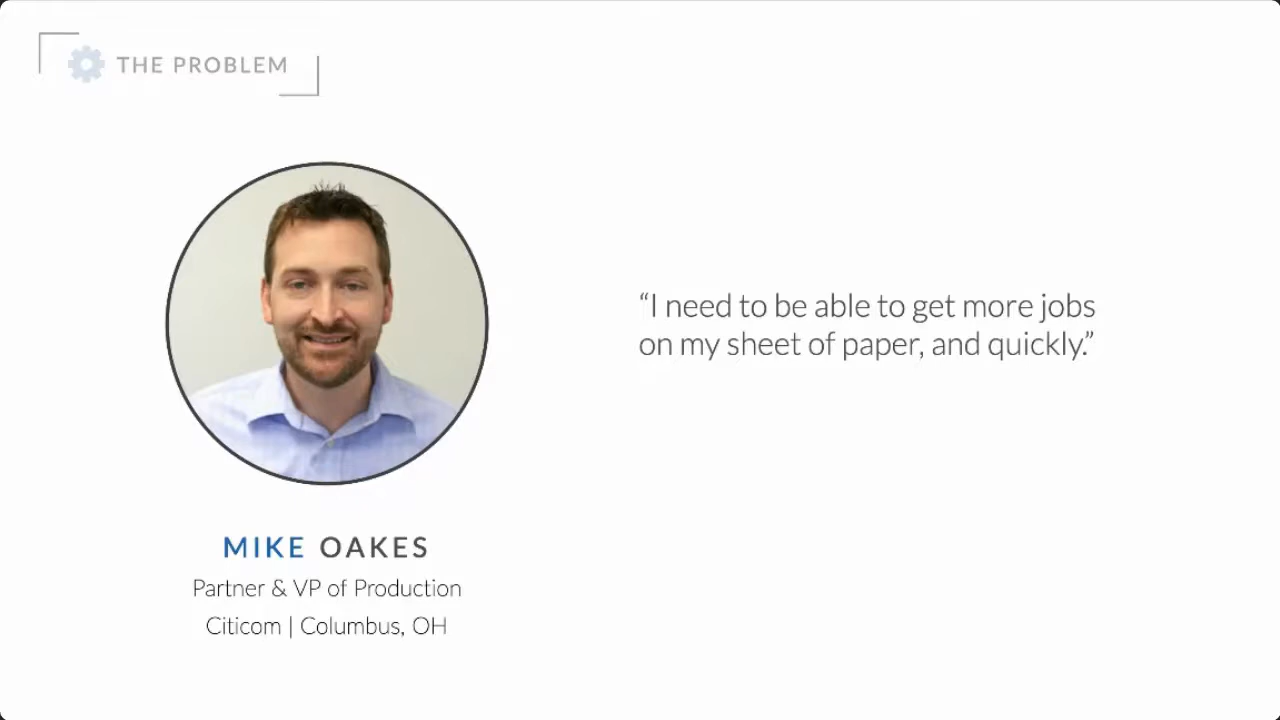 THE PROBLEM
“I need to be able to get more jobs
on my sheet of paper, and quickly.”
MIKE OAKES
Partner & VP of Production
Citicom | Columbus, OH